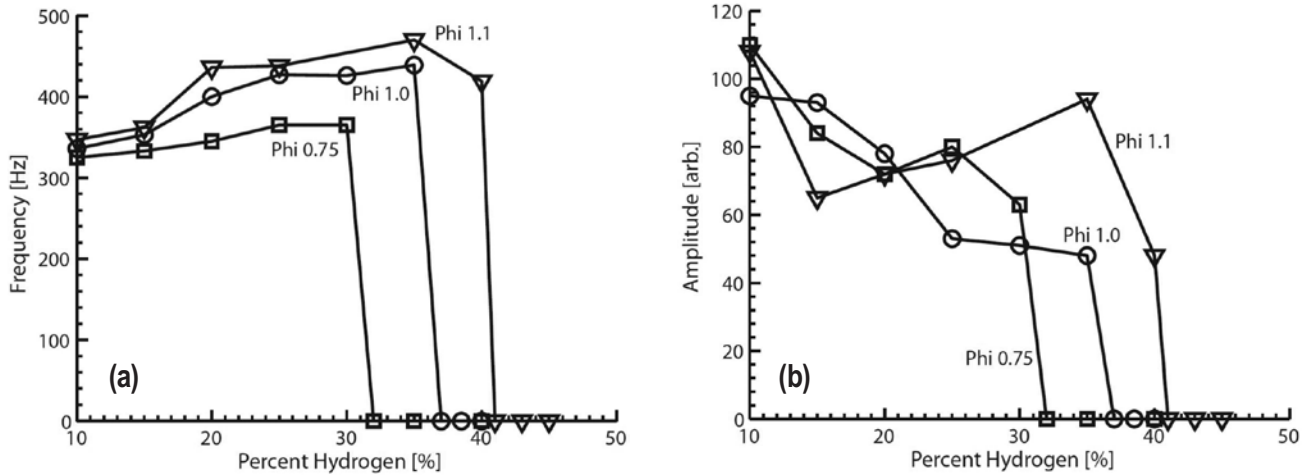 500
400
300
200
100
0
Frequency [Hz]
Phi 1.1
Phi 1.0
Phi 0.75
(a)
10
20
30
40
50
Percent Hydrogen [%]
120
100
80
60
40
20
0
Amplitude [arb.]
Phi 1.1
Phi 1.0
Phi 0.75
(b)
10
20
30
40
50
Percent Hydrogen [%]